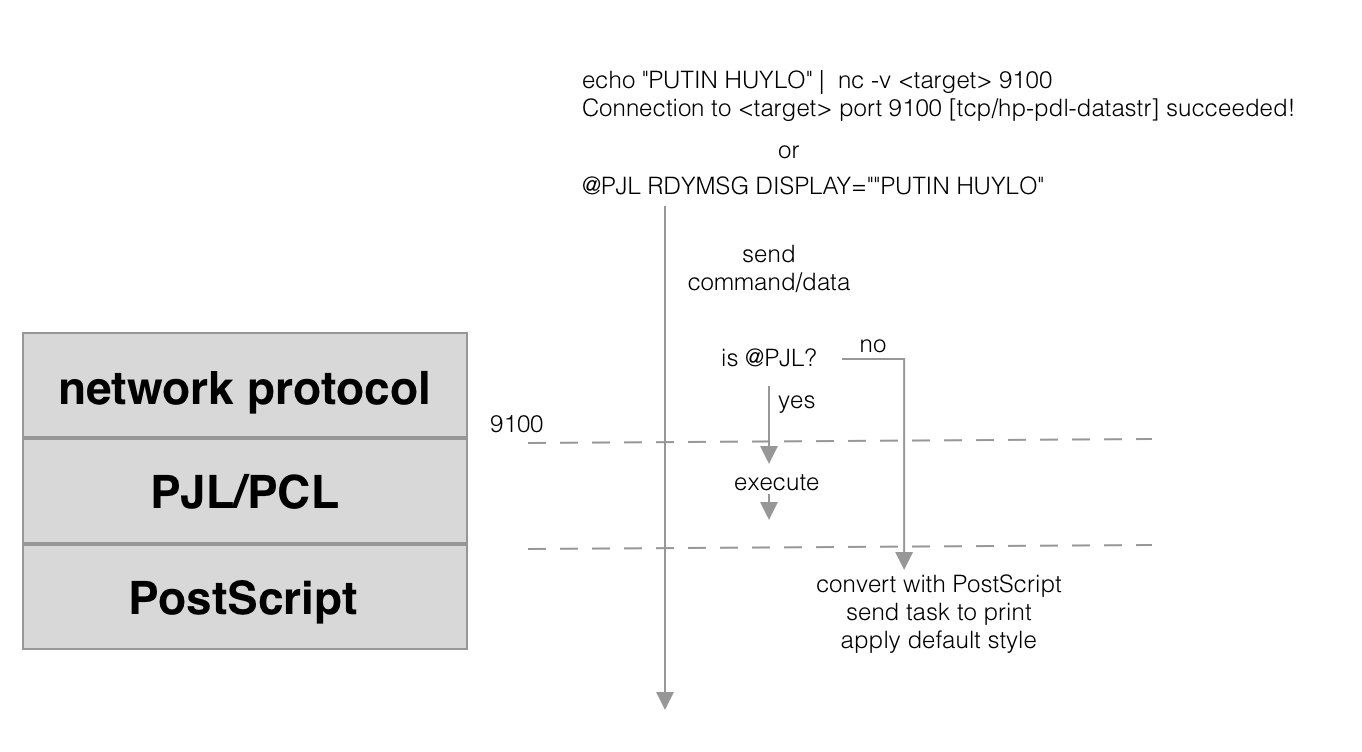 echo "PUTIN HUYLO" | nc -v <target> 9100
Connection to <target> port 9100 [tcp/hp-pdl-datastr] succeeded!
or
@PJL RDYMSG DISPLAY=""PUTIN HUYLO"
send
command/data
is @PJL?
no
yes
network protocol
9100
PJL/PCL
execute
PostScript
convert with PostScript
send task to print
apply default style